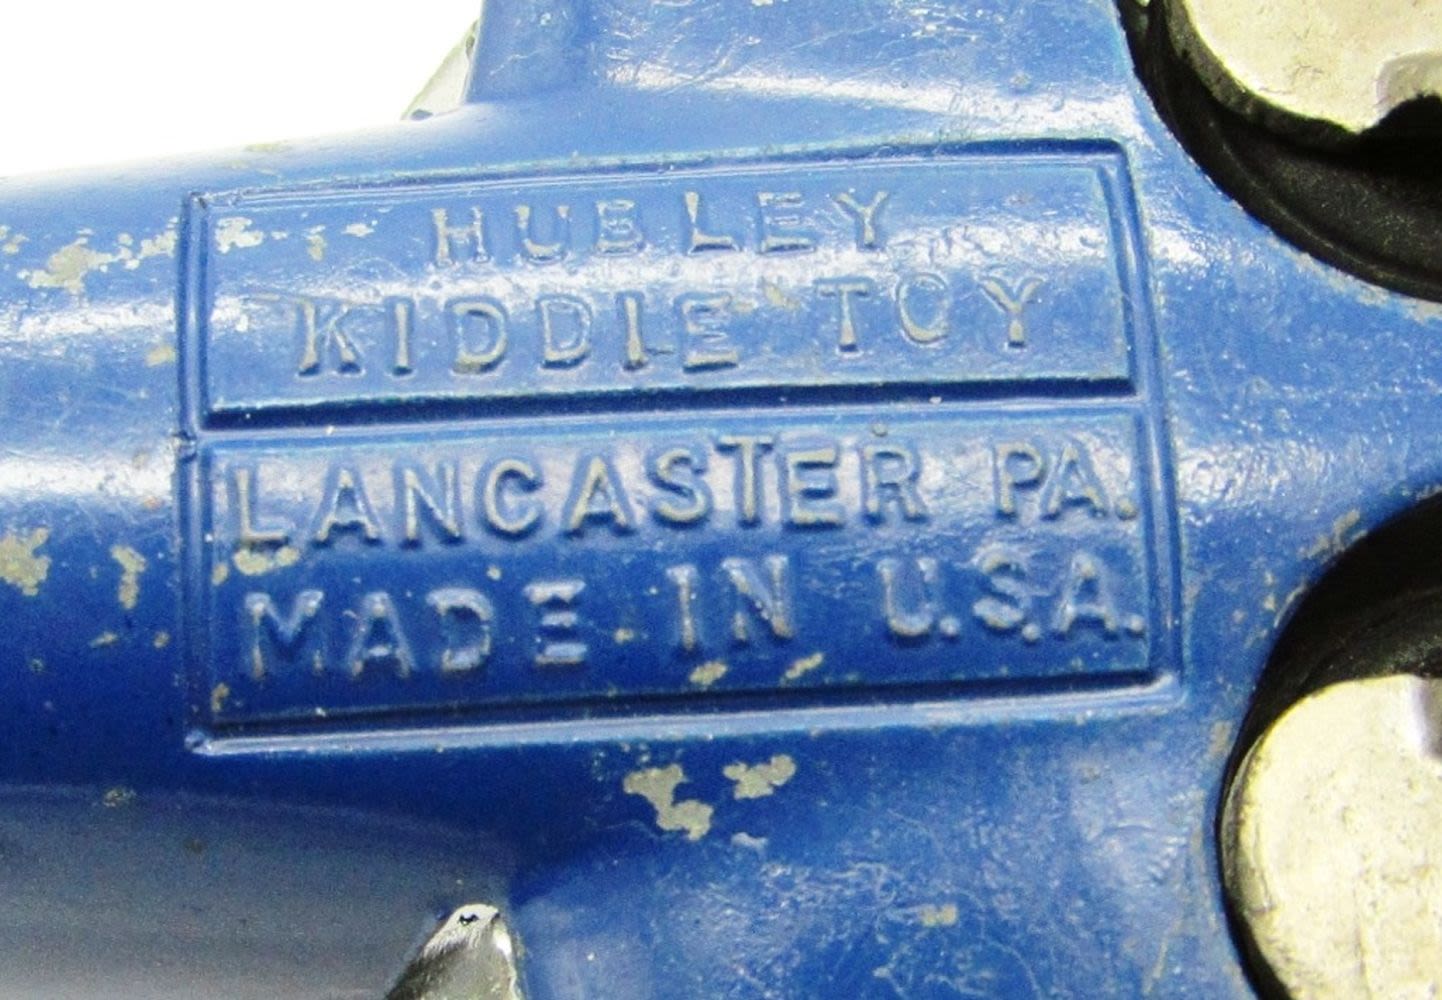 HUBLEY
KIDDIE TOY
LANCASTER PA.
MADE IN U.S.A.